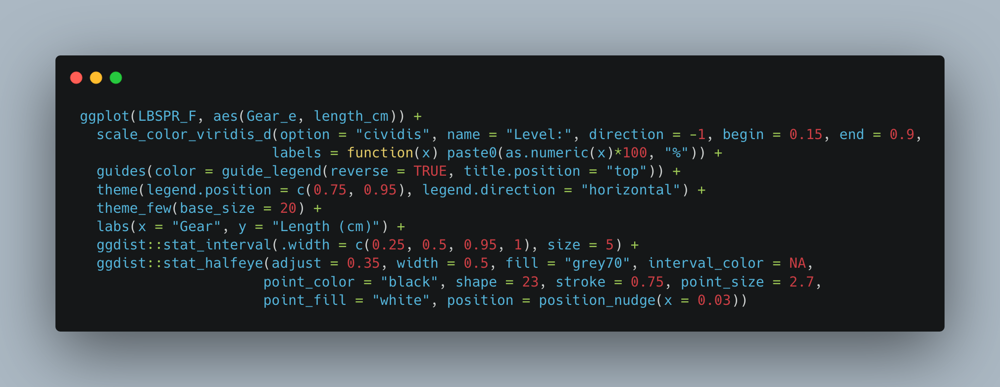 ggplot(LBSPR_F, aes(Gear_e, length_cm)) +
  scale_color_viridis_d(option = "cividis", name = "Level:", direction = -1, begin = 0.15, end = 0.9,
                       labels = function(x) paste0(as.numeric(x)*100, "%")) +
  guides(color = guide_legend(reverse = TRUE, title.position = "top")) +
  theme(legend.position = c(0.75, 0.95), legend.direction = "horizontal") +
  theme_few(base_size = 20) +
  labs(x = "Gear", y = "Length (cm)") +
  ggdist::stat_interval(.width = c(0.25, 0.5, 0.95, 1), size = 5) +
  ggdist::stat_halfeye(adjust = 0.35, width = 0.5, fill = "grey70", interval_color = NA,
                      point_color = "black", shape = 23, stroke = 0.75, point_size = 2.7,
                      point_fill = "white", position = position_nudge(x = 0.03))